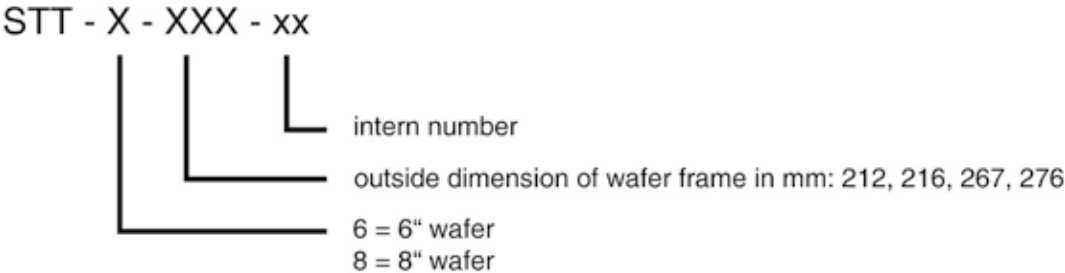 STT - X - XXX - xx
intern number
outside dimension of wafer frame in mm: 212, 216, 267, 276
6 = 6“ wafer
8 = 8“ wafer